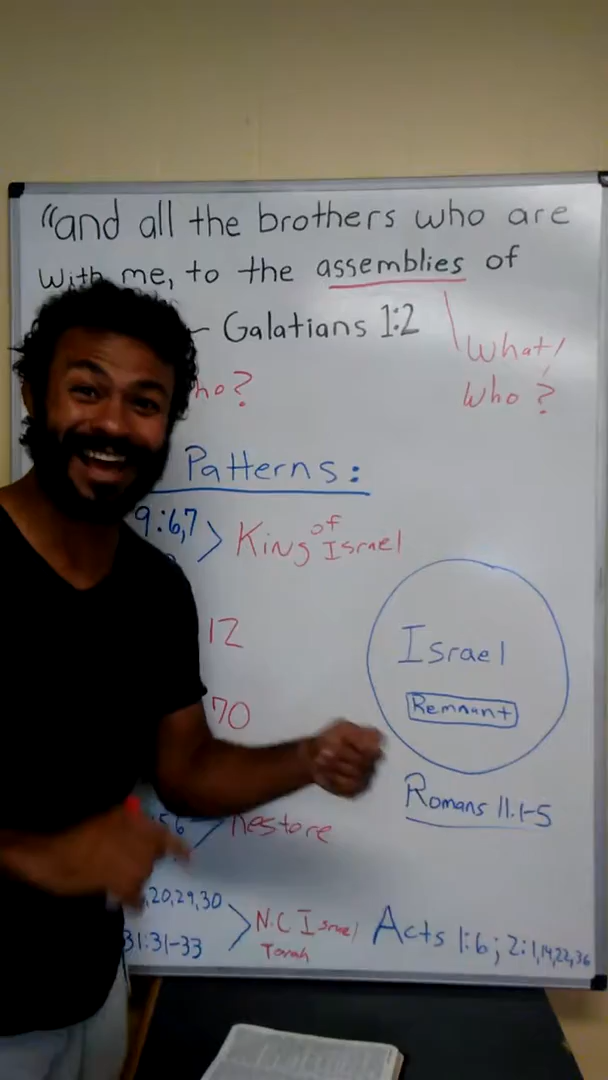 “and all the brothers who are
with me, to the assemblies of
– Galatians 1:2
What/
Who?
ho?
Patterns:
9:6,7
King of Israel
12
70
Israel
Remnant
Romans 11:1-5
56
Restore
,20,29,30
31:31-33
N.C Israel
Torah
Acts 1:6; 2:1,14,22,36